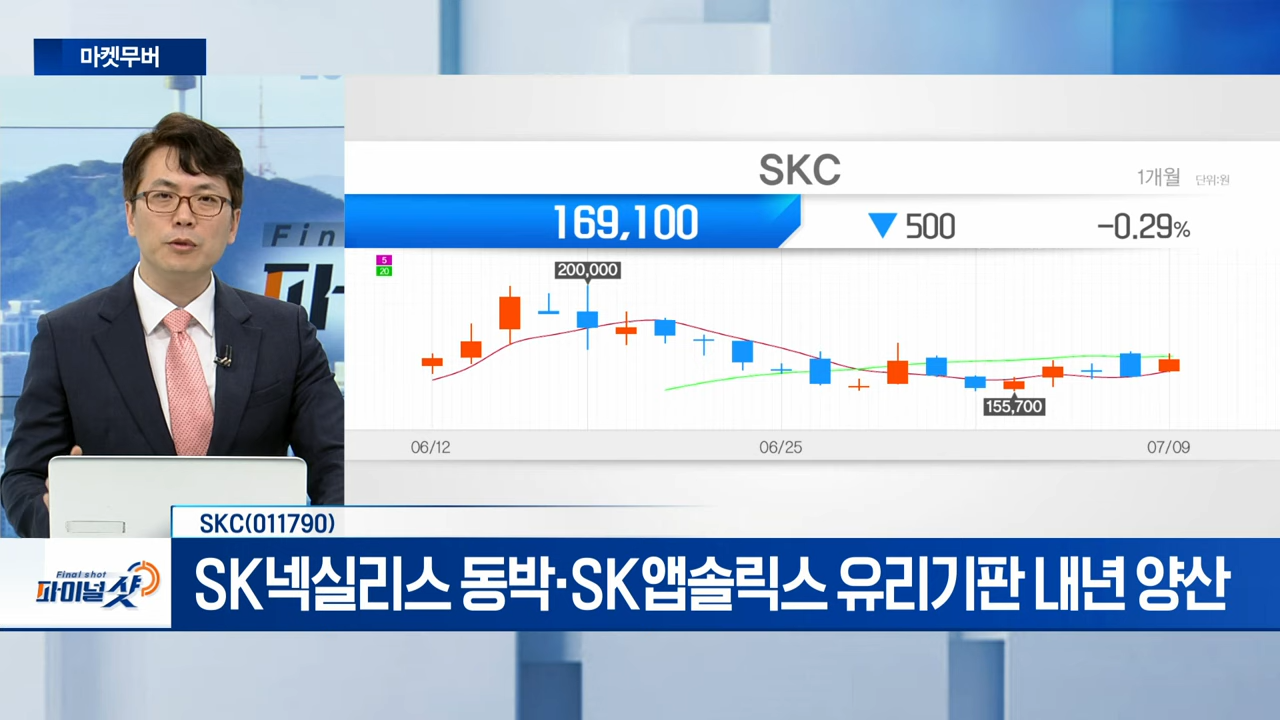 마켓무버
Fin
파
SKC
1개월 단위:원
169,100
▼500
-0.29%
5
20
200,000
155,700
06/12
06/25
07/09
SKC(011790)
Final shot
파이널샷
SK넥실리스 동박·SK앱솔릭스 유리기판 내년 양산